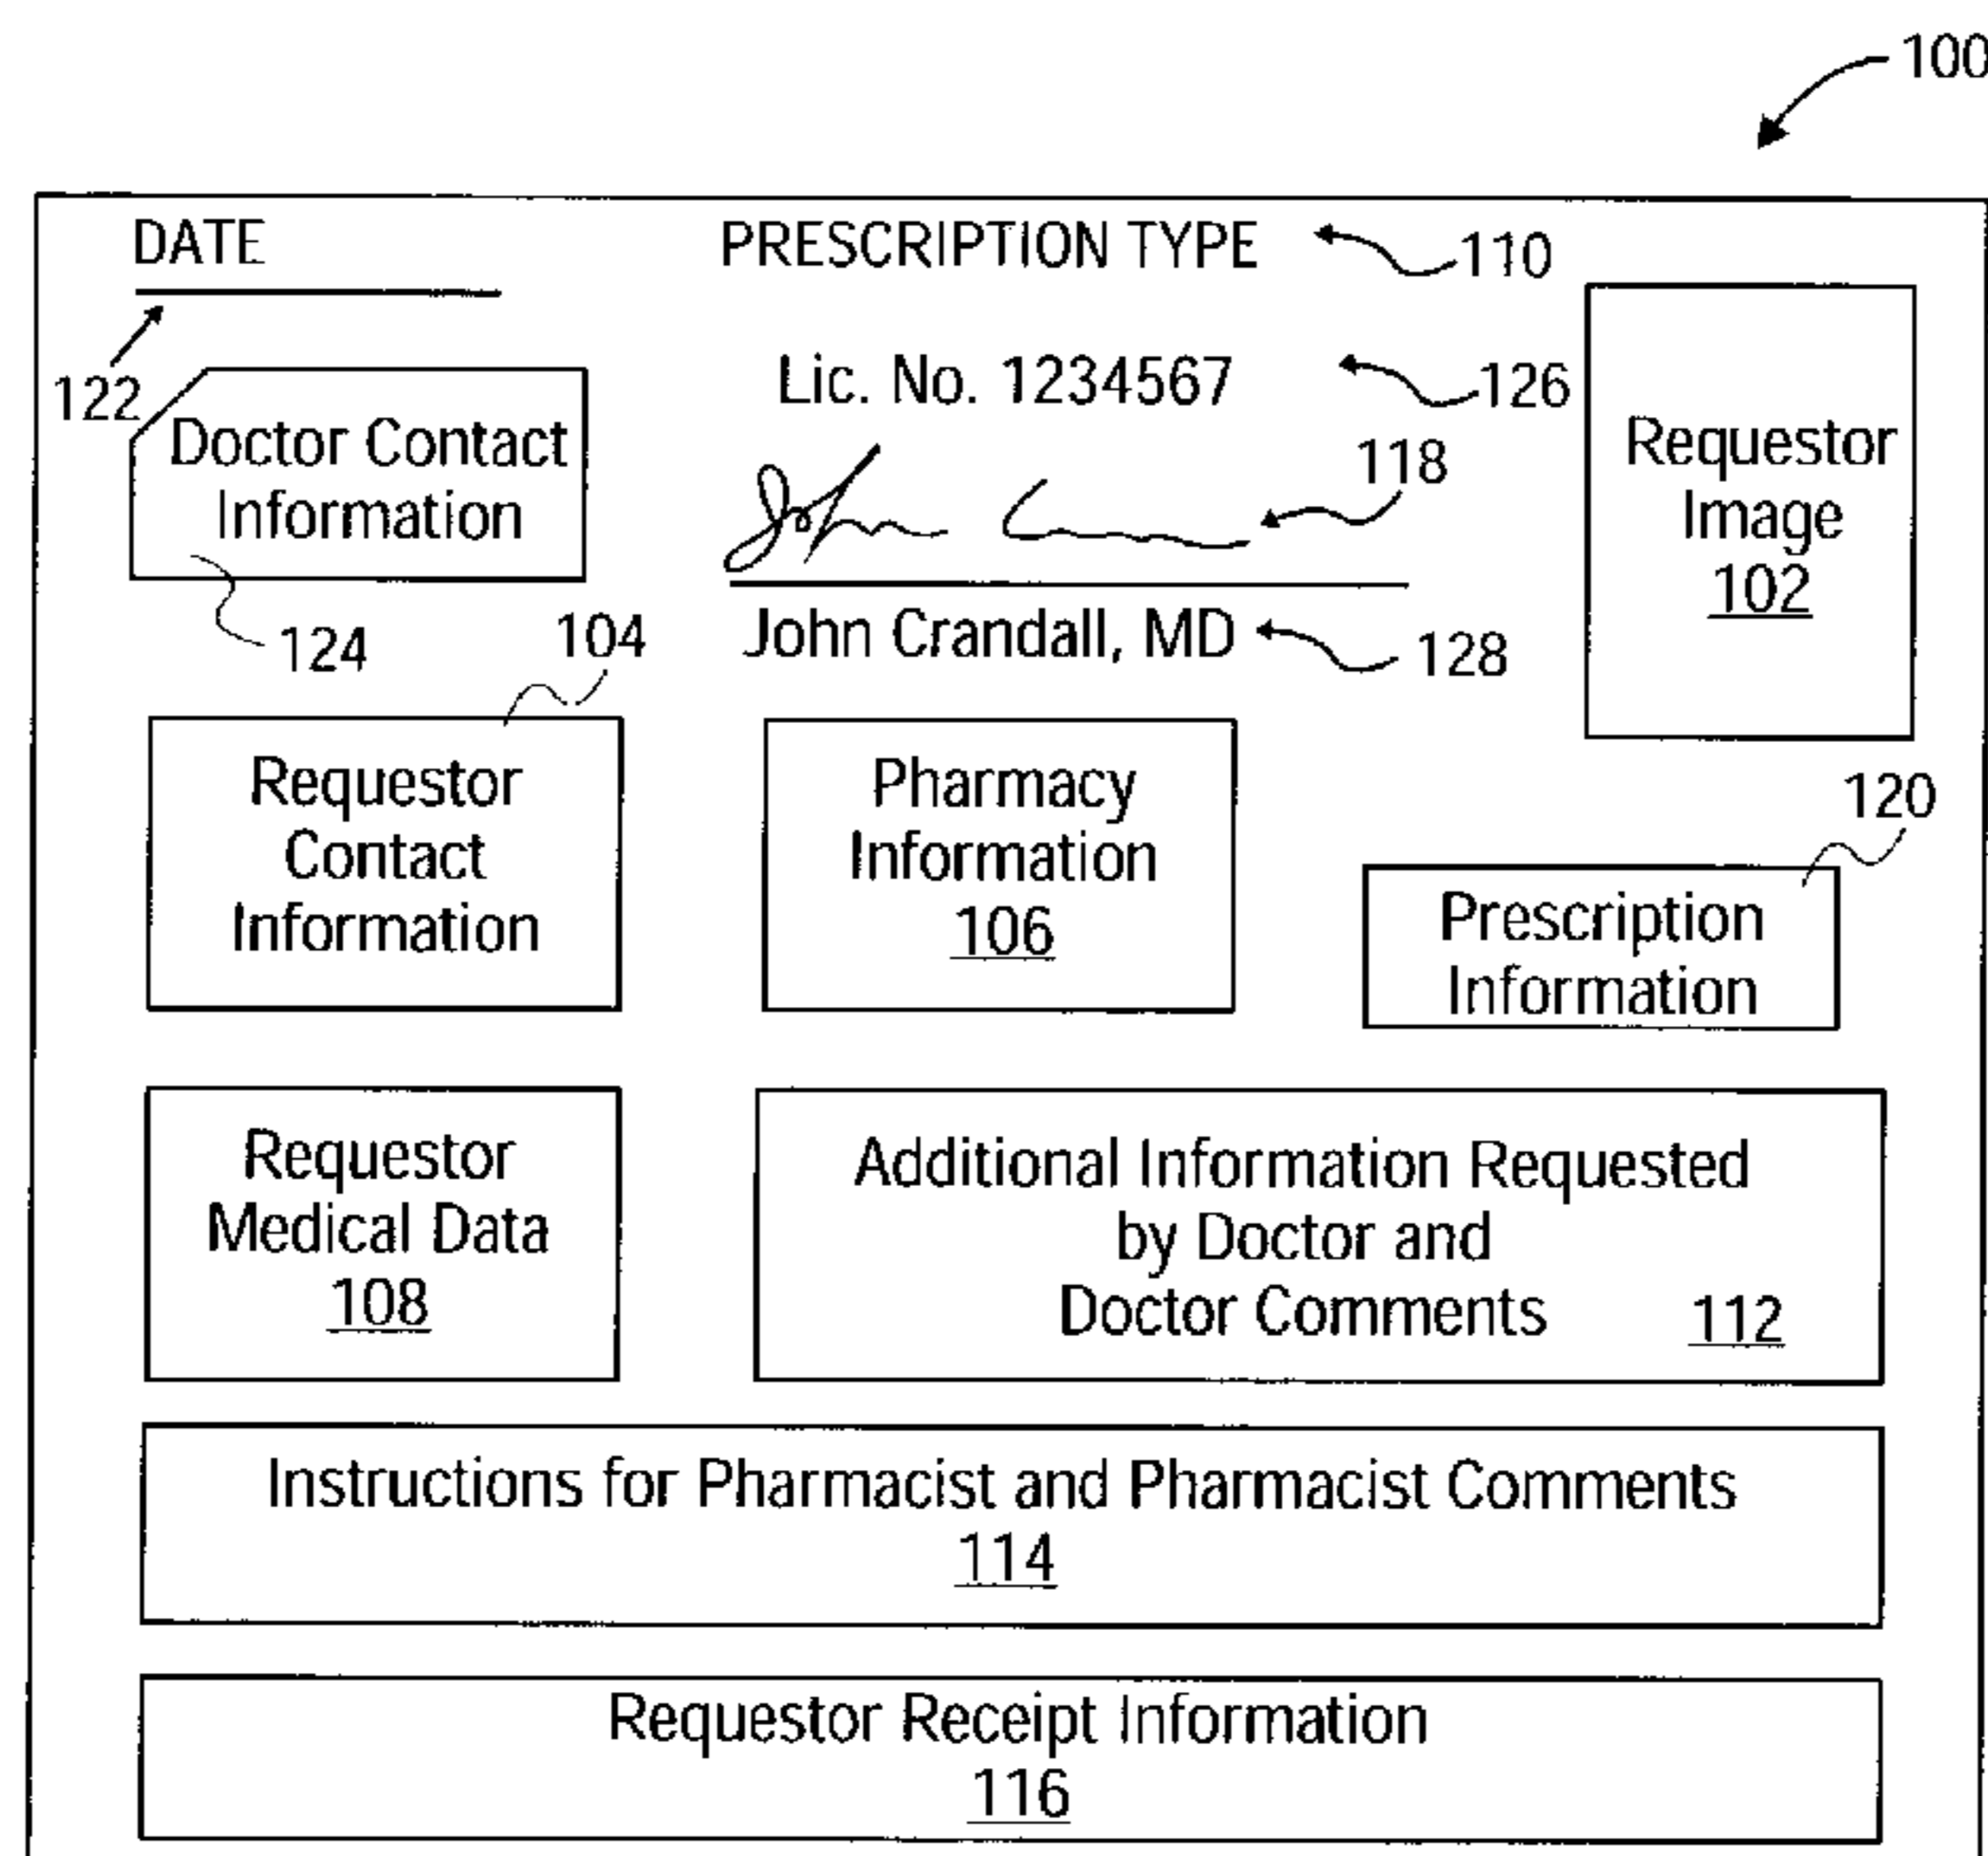 100
DATE
PRESCRIPTION TYPE
110
122
Lic. No. 1234567
126
Doctor Contact
Information
124
118
John Crandall, MD
128
Requestor
Image
102
104
Requestor
Contact
Information
Pharmacy
Information
106
120
Prescription
Information
Requestor
Medical Data
108
Additional Information Requested
by Doctor and
Doctor Comments
112
Instructions for Pharmacist and Pharmacist Comments
114
Requestor Receipt Information
116